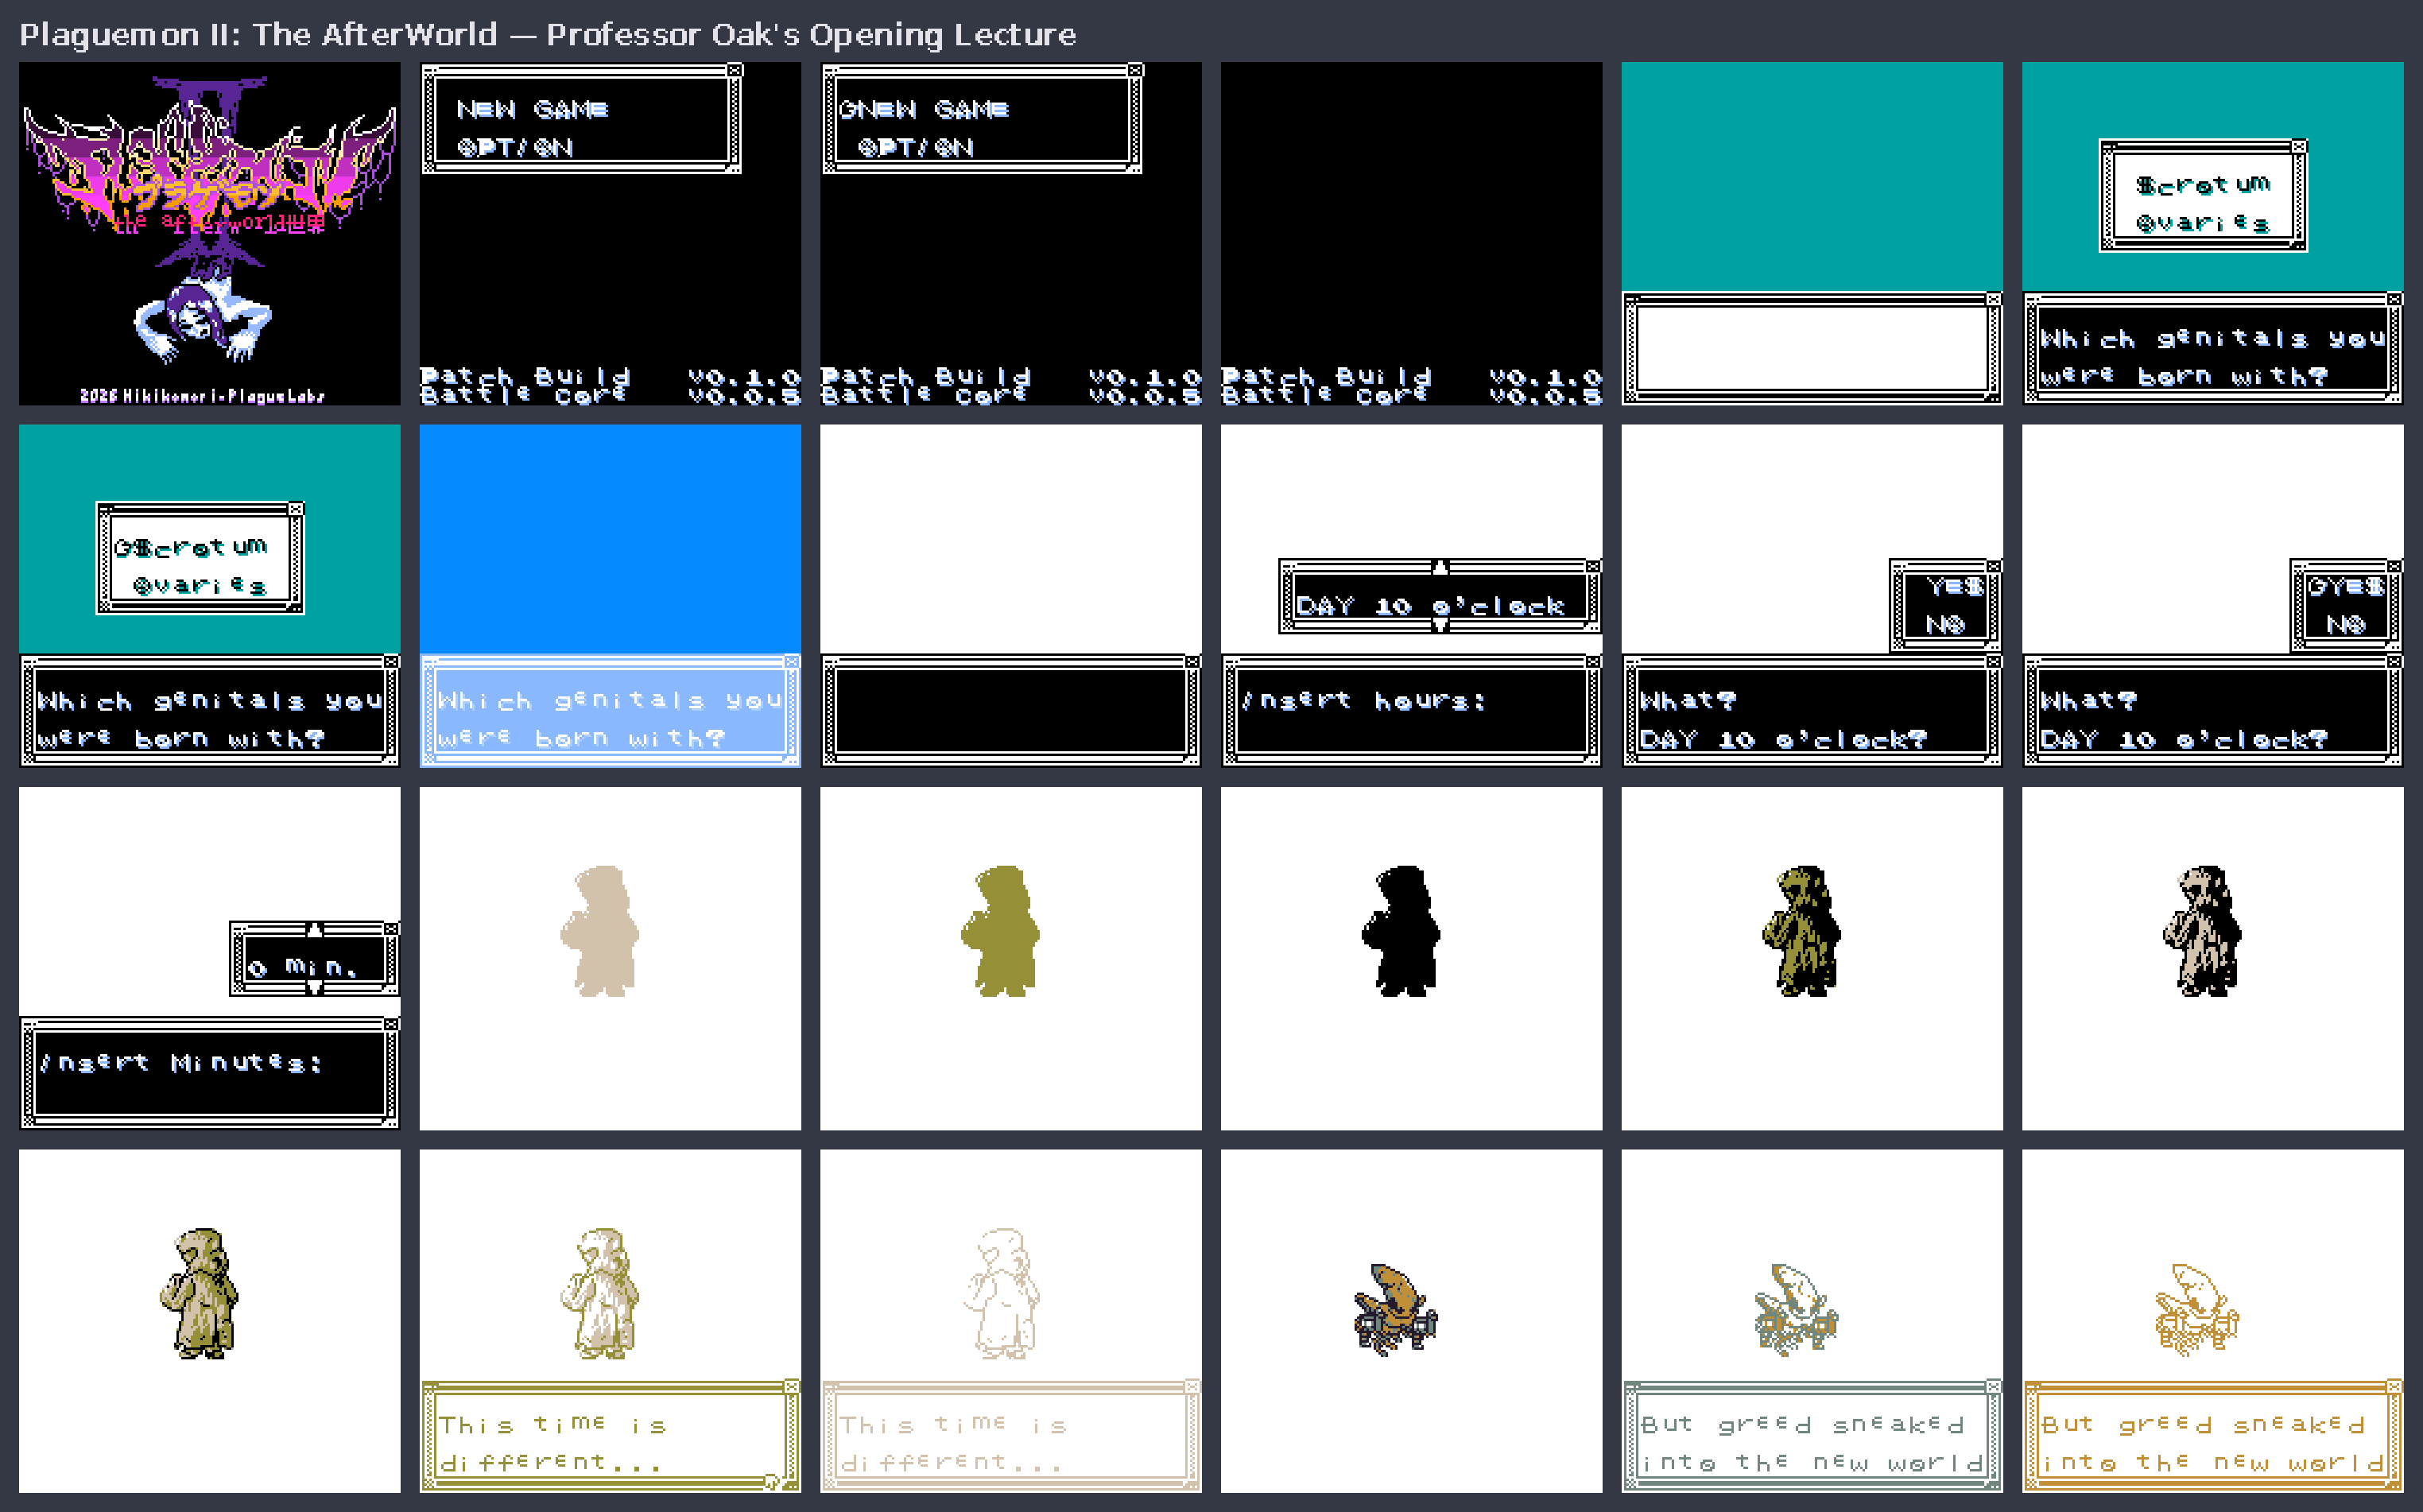 Plaguemon II: The AfterWorld — Professor Oak's Opening Lecture
プラゲモン
the afterworld世界
2026 Hikikomori-PlagueLabs
NEW GAME
OPTION
Patch Build v0.1.0
Battle core v0.0.5
NEW GAME
OPTION
Patch Build v0.1.0
Battle core v0.0.5
Patch Build v0.1.0
Battle core v0.0.5
Scrotum
Ovaries
Which genitals you
were born with?
Scrotum
Ovaries
Which genitals you
were born with?
Which genitals you
were born with?
DAY 10 o'clock
Insert hours:
YES
NO
What?
DAY 10 o'clock?
YES
NO
What?
DAY 10 o'clock?
0 min.
Insert Minutes:
This time is
different...
This time is
different...
But greed sneaked
into the new world
But greed sneaked
into the new world